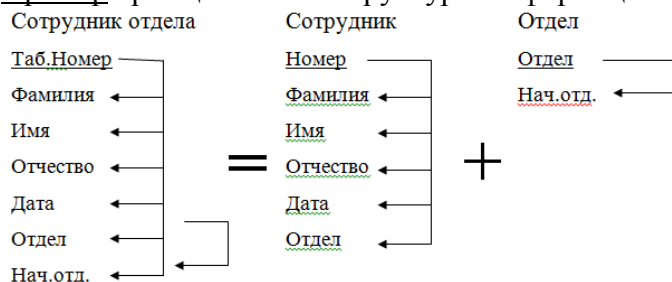 Сотрудник отдела
Таб.Номер
Фамилия
Имя
Отчество
Дата
Отдел
Нач.отд.
=
Сотрудник
Номер
Фамилия
Имя
Отчество
Дата
Отдел
+
Отдел
Отдел
Нач.отд.